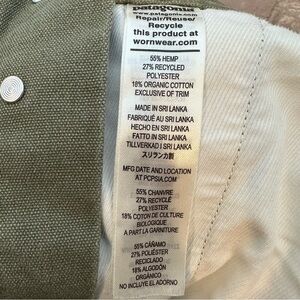 patagonia
www.patagonia.com
Repair/Reuse/
Recycle
this product at
wornwear.com
55% HEMP
27% RECYCLED
POLYESTER
18% ORGANIC COTTON
EXCLUSIVE OF TRIM
MADE IN SRI LANKA
FABRIQUÉ AU SRI LANKA
HECHO EN SRI LANKA
FATTO IN SRI LANKA
TILLVERKAD I SRI LANKA
スリランカ製
MFG DATE AND LOCATION
AT PCPSIA.COM
55% CHANVRE
27% RECYCLÉ
POLYESTER
18% COTON DE CULTURE
BIOLOGIQUE
À PART LA GARNITURE
55% CÁÑAMO
27% POLIÉSTER
RECICLADO
18% ALGODÓN
ORGÁNICO
NO INCLUYE EL ADORNO